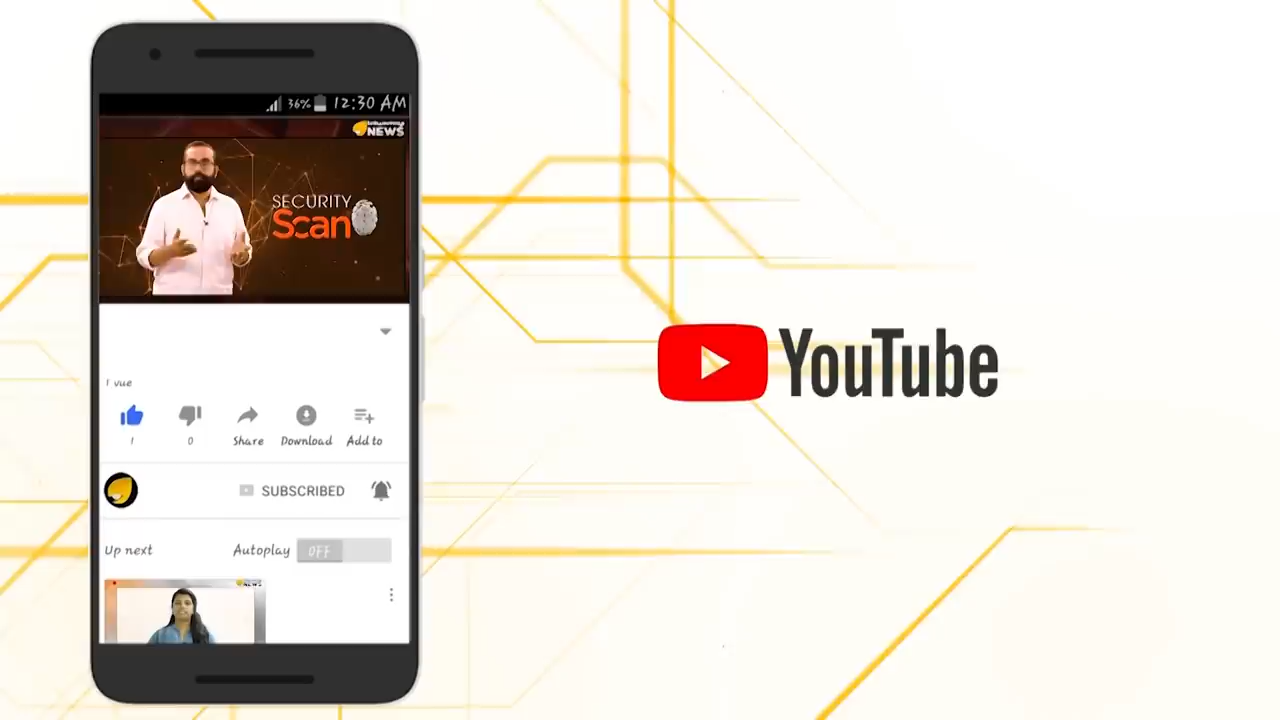 36% 12:30 AM
NEWS
SECURITY
Scan
1 vue
1
0
Share
Download
Add to
SUBSCRIBED
Up next
Autoplay
OFF
NEWS
YouTube